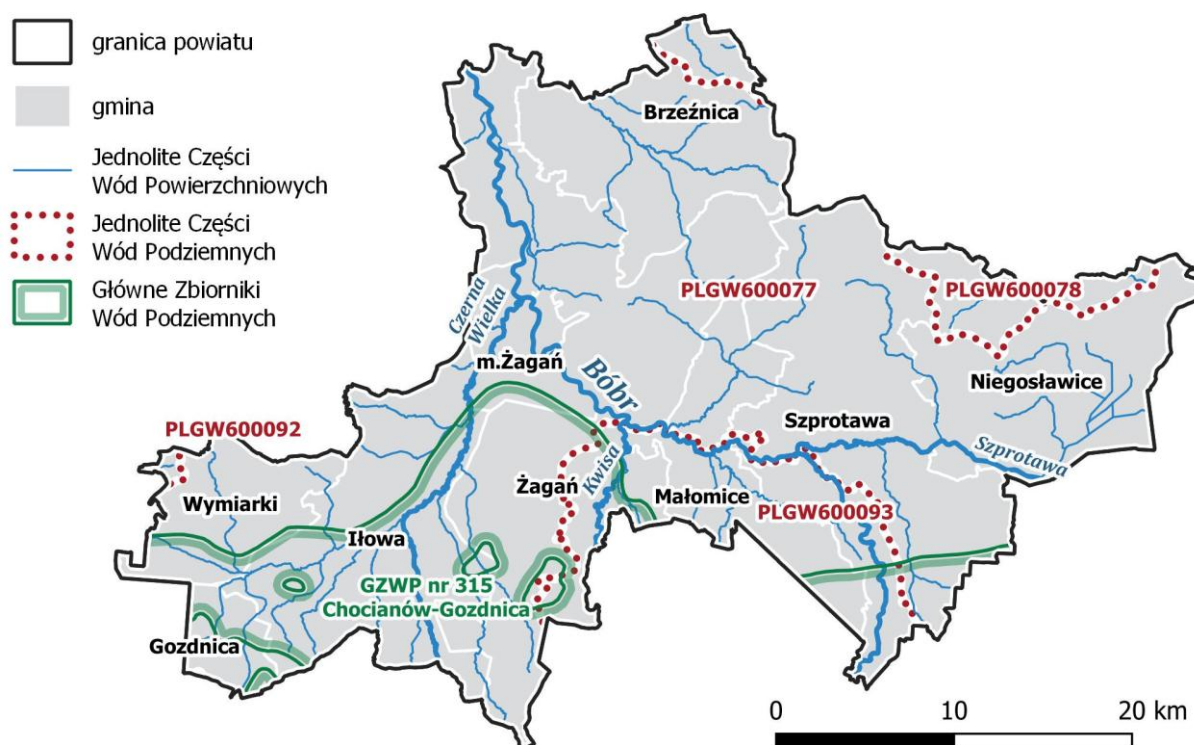 granica powiatu
gmina
Jednolite Części
Wód Powierzchniowych
Jednolite Części
Wód Podziemnych
Główne Zbiorniki
Wód Podziemnych
Brzeźnica
PLGW600077
PLGW600078
Czerna
Wielka
m.Żagań
Bóbr
Niegosławice
Szprotawa
Szprotawa
PLGW600092
Wymiarki
Żagań
Kwisa
Małomice
PLGW600093
Iłowa
GZWP nr 315
Chocianów-Gozdnica
Gozdnica
0 10 20 km